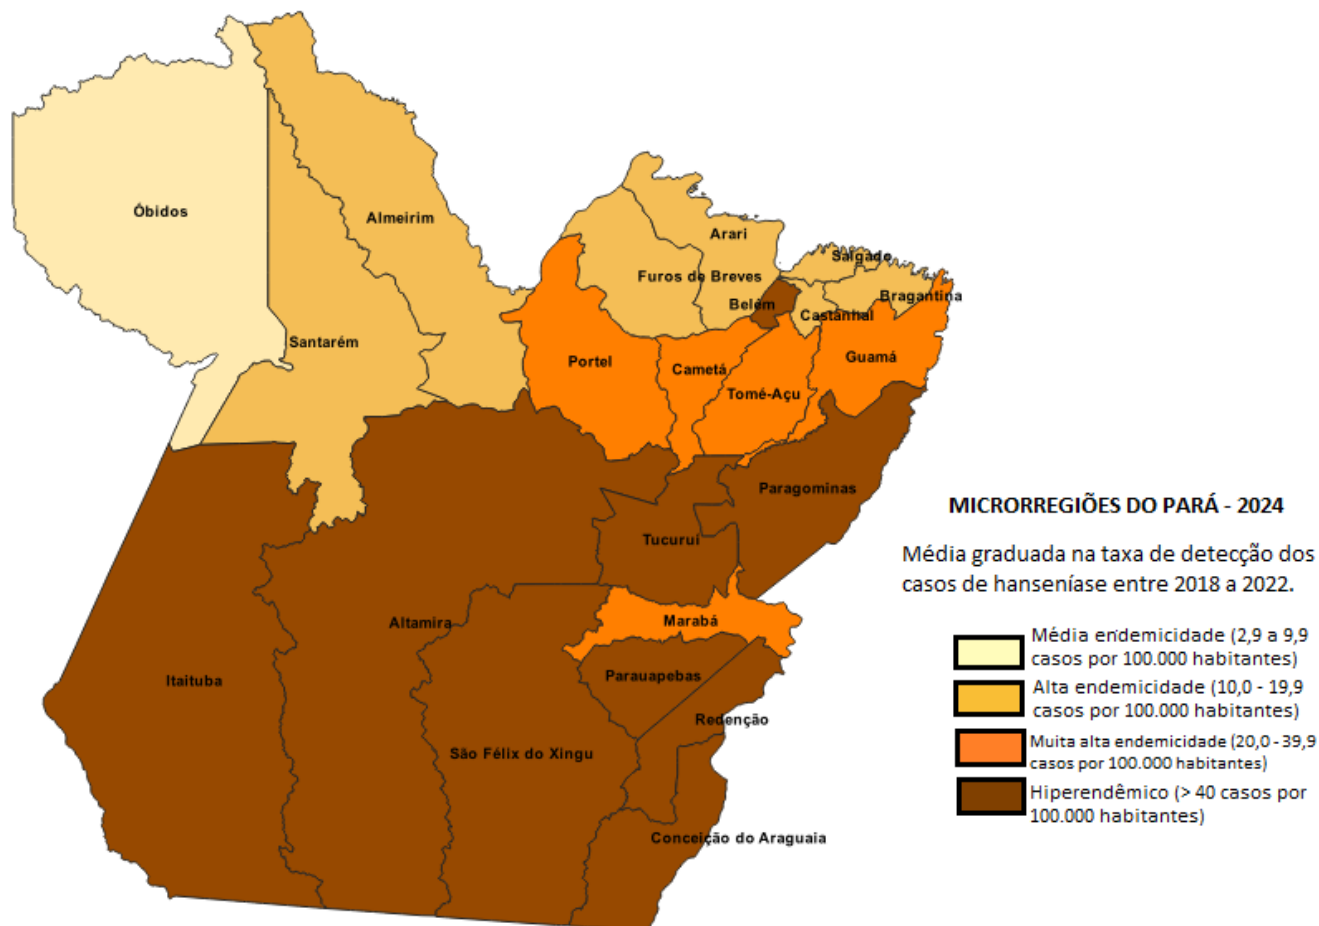 Óbidos
Almeirim
Arari
Salgado
Furos de Breves
Bragantina
Belém
Castanhal
Santarém
Portel
Cametá
Guamá
Tomé-Açu
Paragominas
Tucuruí
Altamira
Marabá
Itaituba
Parauapebas
Redenção
São Félix do Xingu
Conceição do Araguaia
MICRORREGIÕES DO PARÁ - 2024
Média graduada na taxa de detecção dos
casos de hanseníase entre 2018 a 2022.
Média endemicidade (2,9 a 9,9
casos por 100.000 habitantes)
Alta endemicidade (10,0 - 19,9
casos por 100.000 habitantes)
Muita alta endemicidade (20,0 - 39,9
casos por 100.000 habitantes)
Hiperendêmico (> 40 casos por
100.000 habitantes)